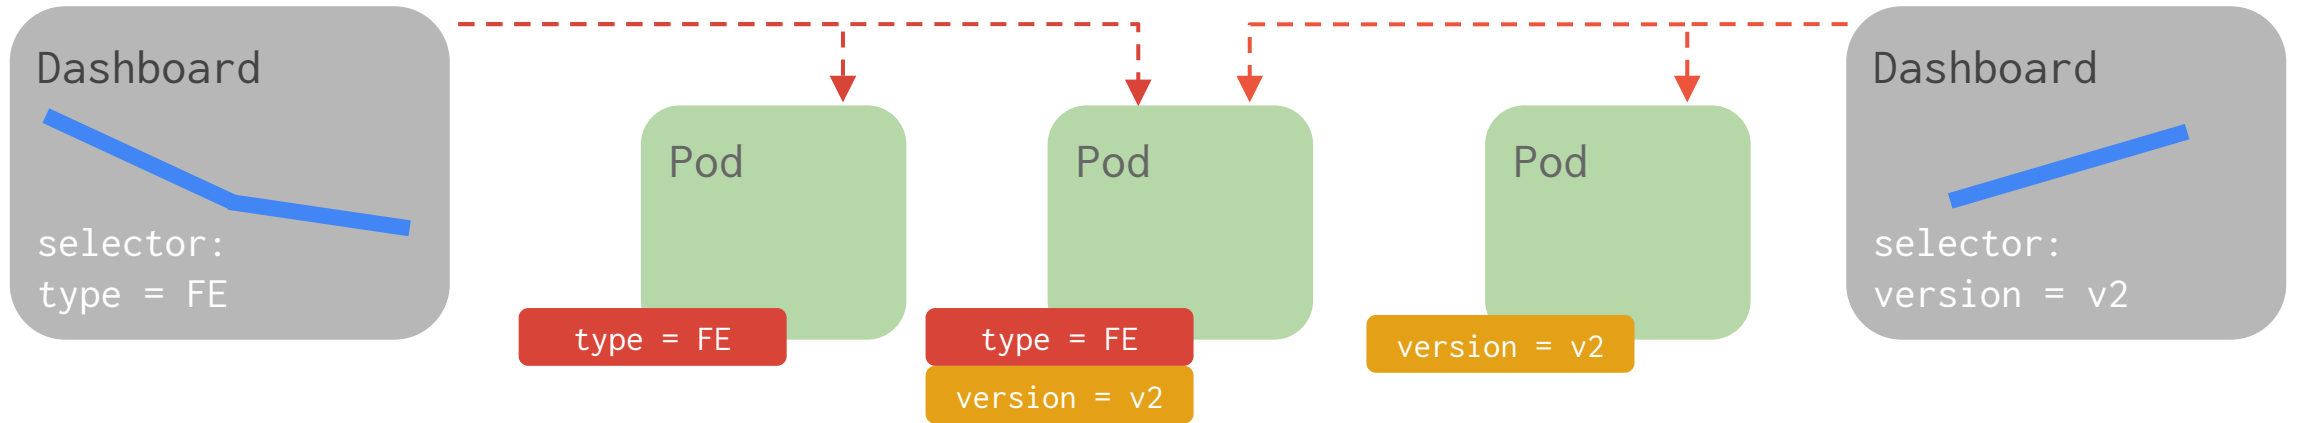 Dashboard
selector:
type = FE
Pod
type = FE
Pod
type = FE
version = v2
Pod
version = v2
Dashboard
selector:
version = v2